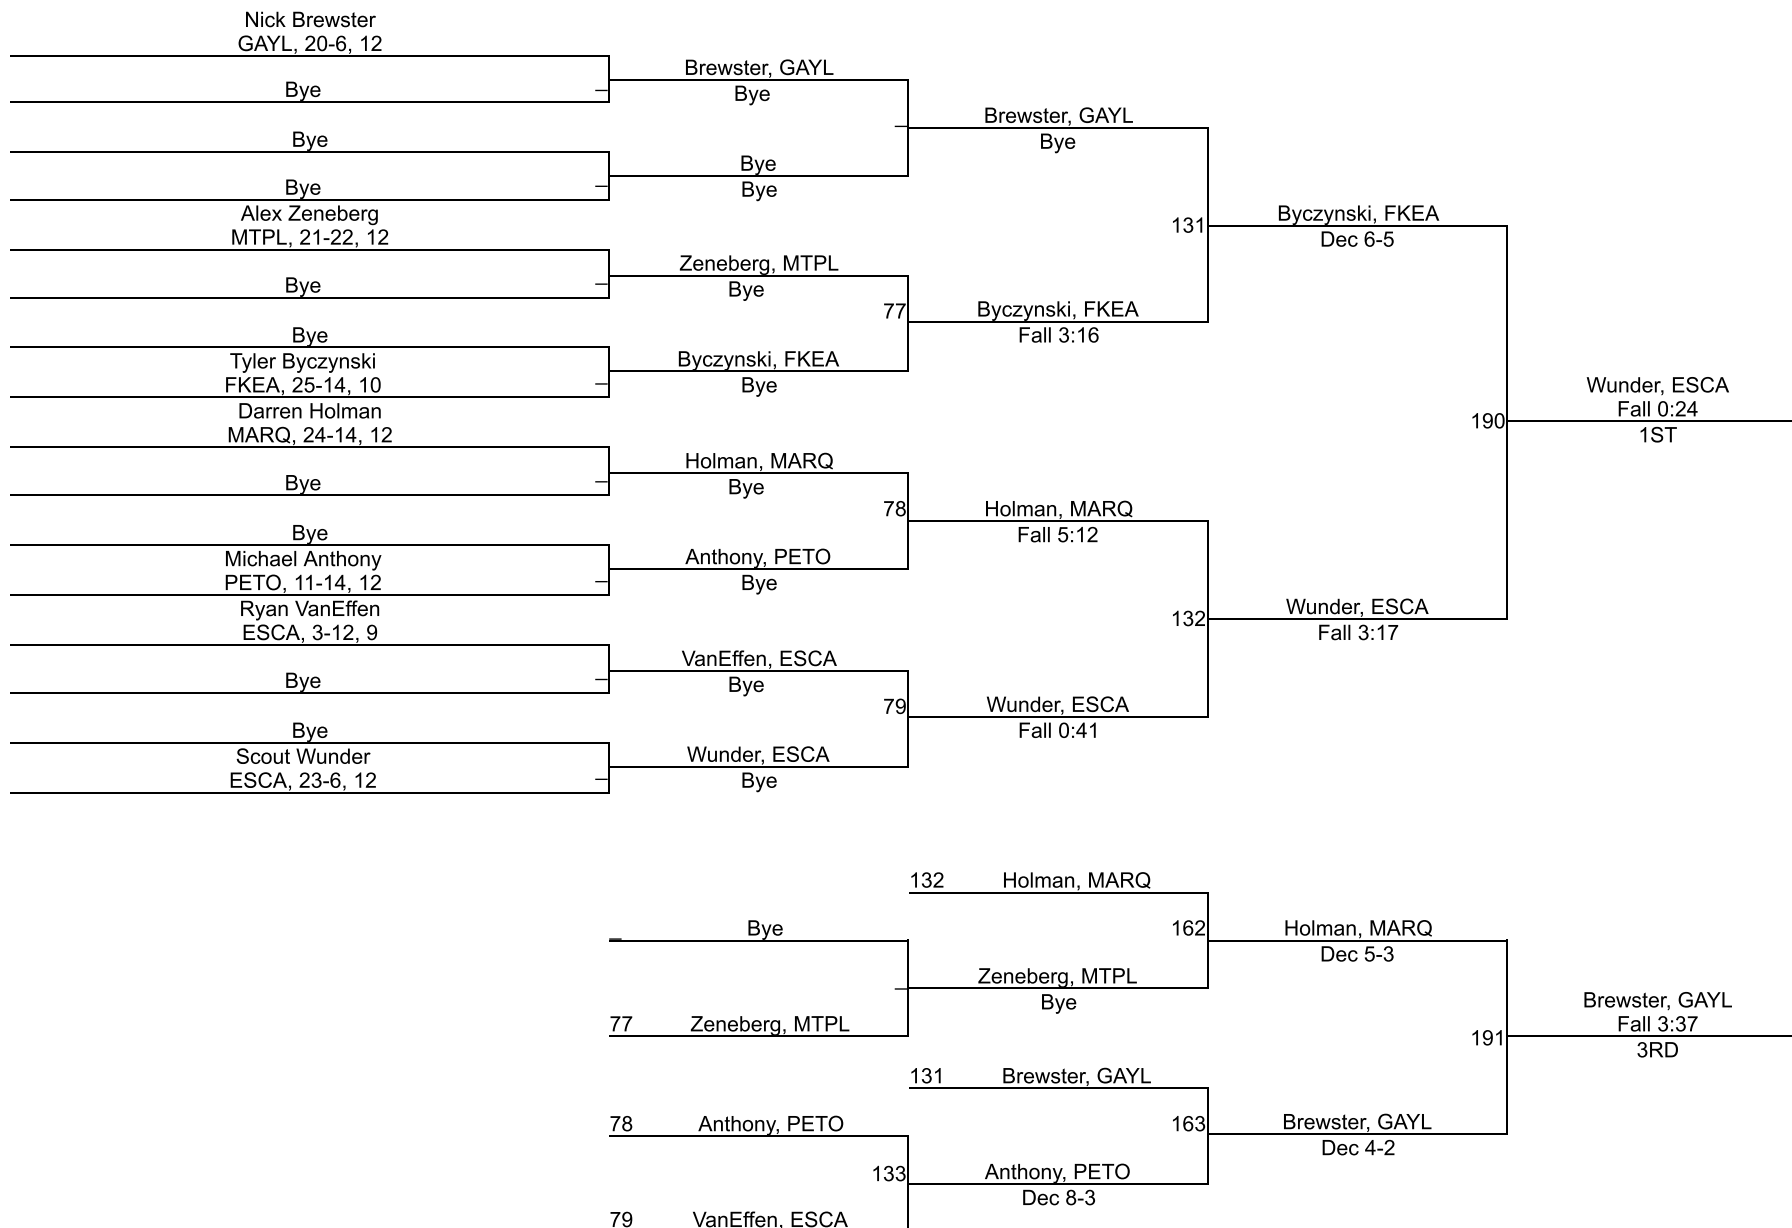 Nick Brewster
GAYL, 20-6, 12
Bye
Bye
Bye
Alex Zeneberg
MTPL, 21-22, 12
Bye
Bye
Tyler Byczynski
FKEA, 25-14, 10
Darren Holman
MARQ, 24-14, 12
Bye
Bye
Michael Anthony
PETO, 11-14, 12
Ryan VanEffen
ESCA, 3-12, 9
Bye
Bye
Scout Wunder
ESCA, 23-6, 12
Brewster, GAYL
Bye
Bye
Bye
Zeneberg, MTPL
Bye
77
Byczynski, FKEA
Bye
Holman, MARQ
Bye
78
Anthony, PETO
Bye
VanEffen, ESCA
Bye
79
Wunder, ESCA
Bye
Brewster, GAYL
Bye
131
Byczynski, FKEA
Fall 3:16
Holman, MARQ
Fall 5:12
132
Wunder, ESCA
Fall 0:41
Byczynski, FKEA
Dec 6-5
190
Wunder, ESCA
Fall 3:17
Wunder, ESCA
Fall 0:24
1ST
Bye
77 Zeneberg, MTPL
78 Anthony, PETO
133
79 VanEffen, ESCA
132 Holman, MARQ
162
Zeneberg, MTPL
Bye
131 Brewster, GAYL
163
Anthony, PETO
Dec 8-3
Holman, MARQ
Dec 5-3
191
Brewster, GAYL
Dec 4-2
Brewster, GAYL
Fall 3:37
3RD